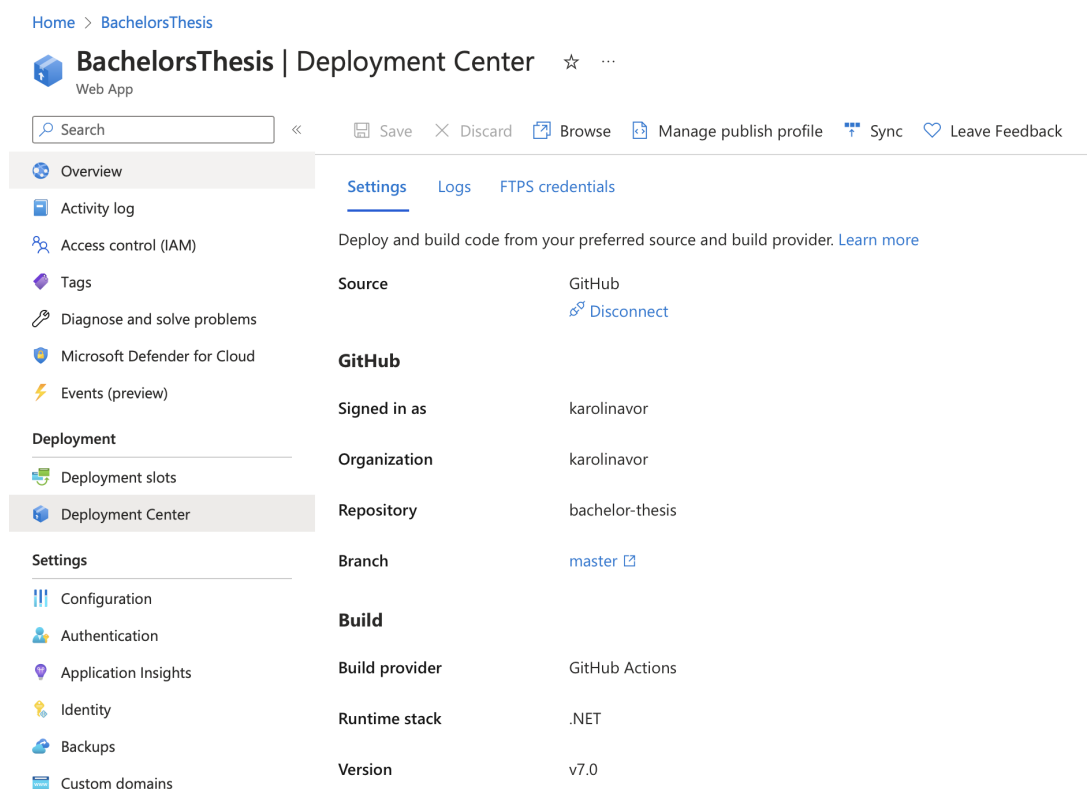 Home > BachelorsThesis
BachelorsThesis | Deployment Center
Web App
Search
Overview
Activity log
Access control (IAM)
Tags
Diagnose and solve problems
Microsoft Defender for Cloud
Events (preview)
Deployment
Deployment slots
Deployment Center
Settings
Configuration
Authentication
Application Insights
Identity
Backups
Custom domains
Save Discard Browse Manage publish profile Sync Leave Feedback
Settings Logs FTPS credentials
Deploy and build code from your preferred source and build provider. Learn more
Source GitHub
Disconnect
GitHub
Signed in as karolinavor
Organization karolinavor
Repository bachelor-thesis
Branch master
Build
Build provider GitHub Actions
Runtime stack .NET
Version v7.0